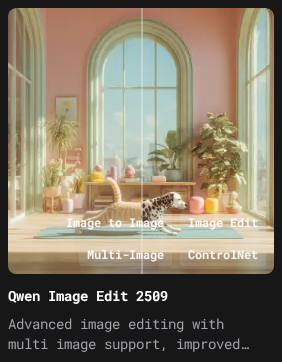 Image to Image
Image Edit
Multi-Image
ControlNet
Qwen Image Edit 2509
Advanced image editing with
multi image support, improved…